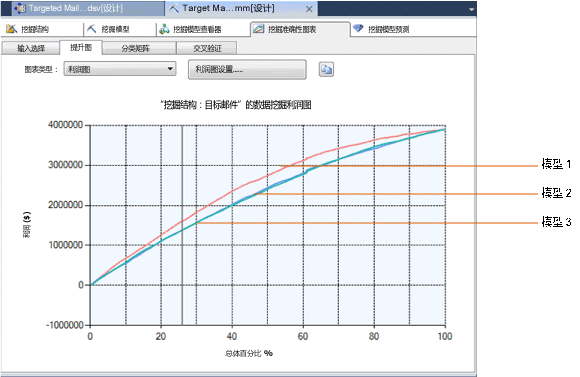 Targeted Mail...dsv[设计]
Target Ma...mm[设计]
挖掘结构
挖掘模型
挖掘模型查看器
挖掘准确性图表
挖掘模型预测
输入选择
提升图
分类矩阵
交叉验证
图表类型：
利润图
利润图设置......
“挖掘结构：目标邮件”的数据挖掘利润图
利润 ($)
4000000
3000000
2000000
1000000
0
-1000000
0
20
40
60
80
100
总体百分比 %
模型 1
模型 2
模型 3